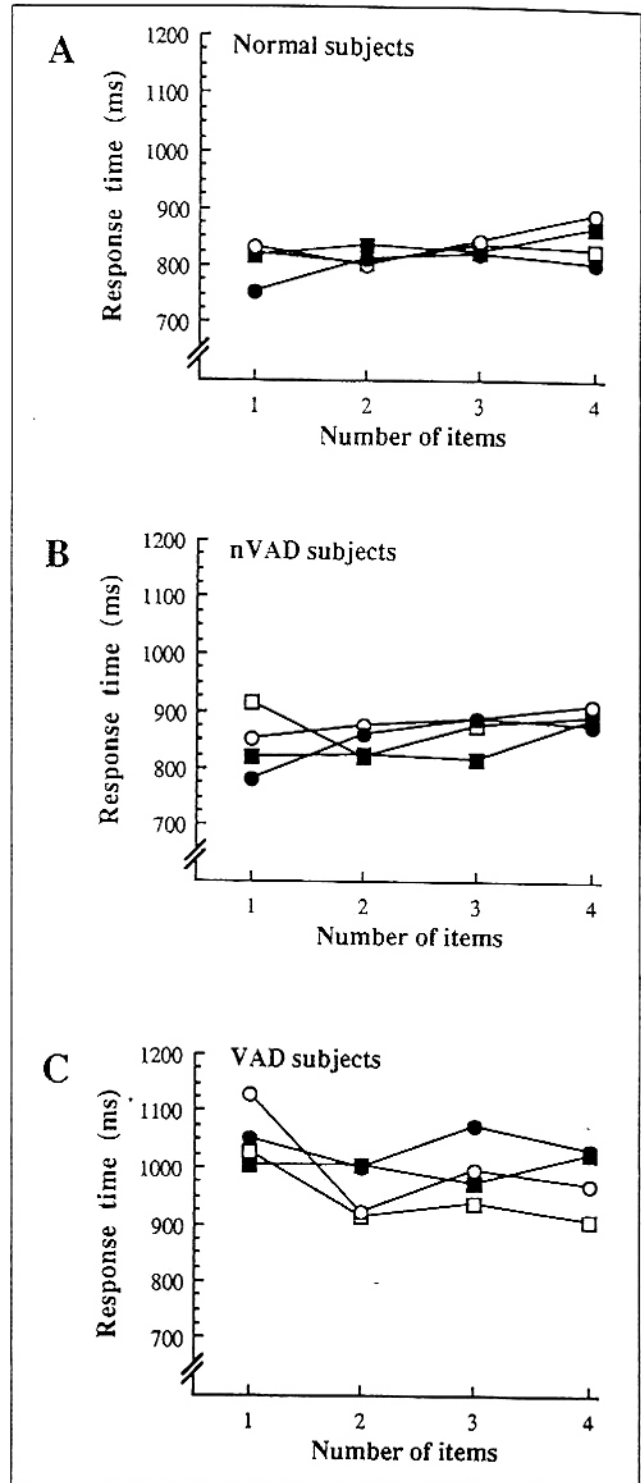 A
Normal subjects
Response time (ms)
1200
1100
1000
900
800
700
1 2 3 4
Number of items
B
nVAD subjects
Response time (ms)
1200
1100
1000
900
800
700
1 2 3 4
Number of items
C
VAD subjects
Response time (ms)
1200
1100
1000
900
800
700
1 2 3 4
Number of items